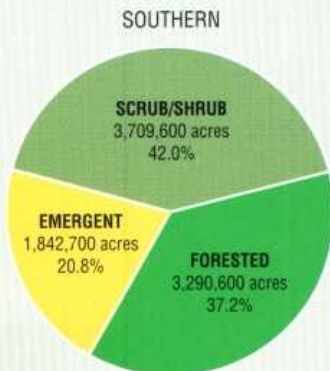 SOUTHERN
SCRUB/SHRUB
3,709,600 acres
42.0%
EMERGENT
1,842,700 acres
20.8%
FORESTED
3,290,600 acres
37.2%